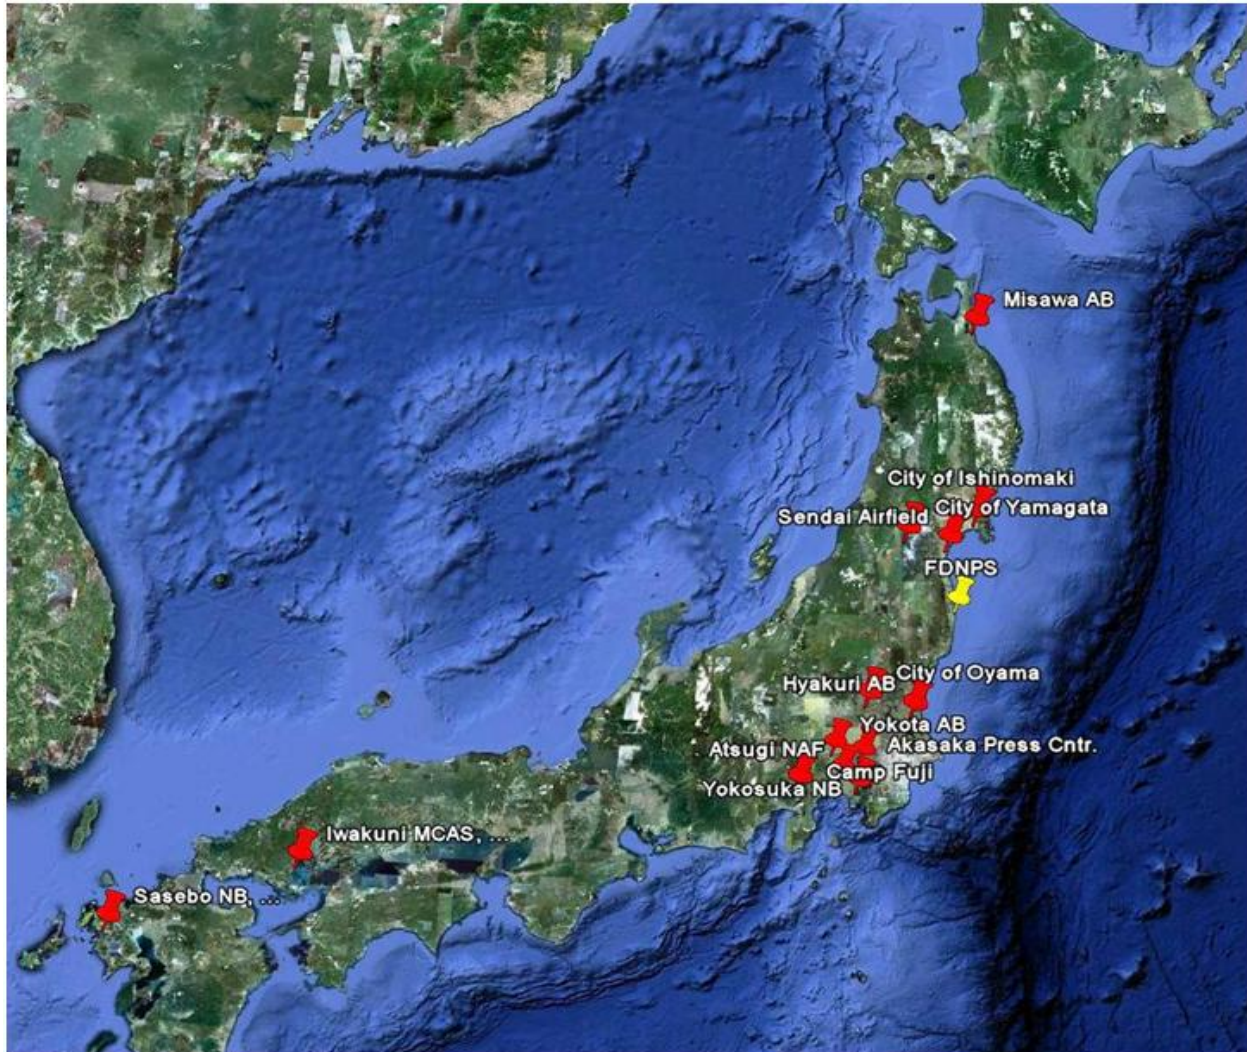 Misawa AB
City of Ishinomaki
City of Yamagata
Sendai Airfield
FDNPS
City of Oyama
Hyakuri AB
Yokota AB
Atsugi NAF
Akasaka Press Cntr.
Camp Fuji
Yokosuka NB
Iwakuni MCAS, ...
Sasebo NB, ...